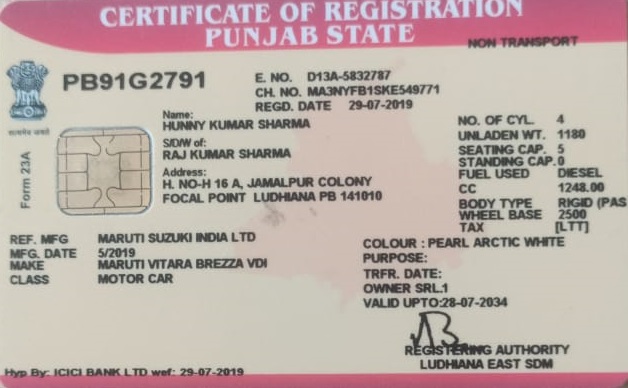 CERTIFICATE OF REGISTRATION
PUNJAB STATE
NON TRANSPORT
PB91G2791
E. NO. D13A-5832787
CH. NO. MA3NYFB1SKE549771
REGD. DATE 29-07-2019
सत्यमेव जयते
Form 23A
Name:
HUNNY KUMAR SHARMA
S/D/W of:
RAJ KUMAR SHARMA
Address:
H. NO-H 16 A, JAMALPUR COLONY
FOCAL POINT LUDHIANA PB 141010
NO. OF CYL. 4
UNLADEN WT. 1180
SEATING CAP. 5
STANDING CAP.0
FUEL USED DIESEL
CC 1248.00
BODY TYPE RIGID (PAS
WHEEL BASE 2500
TAX [LTT]
REF. MFG MARUTI SUZUKI INDIA LTD
MFG. DATE 5/2019
MAKE MARUTI VITARA BREZZA VDI
CLASS MOTOR CAR
COLOUR : PEARL ARCTIC WHITE
PURPOSE:
TRFR. DATE:
OWNER SRL.1
VALID UPTO:28-07-2034
REGISTERING AUTHORITY
LUDHIANA EAST SDM
Hyp By: ICICI BANK LTD wef: 29-07-2019